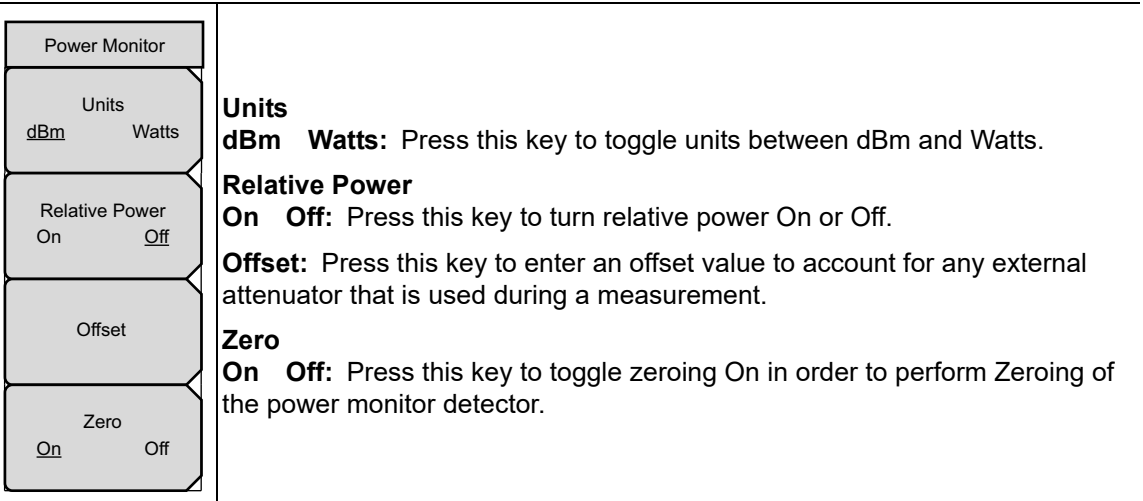 Power Monitor
Units
dBm Watts
Relative Power
On Off
Offset
Zero
On Off
Units
dBm Watts: Press this key to toggle units between dBm and Watts.
Relative Power
On Off: Press this key to turn relative power On or Off.
Offset: Press this key to enter an offset value to account for any external
attenuator that is used during a measurement.
Zero
On Off: Press this key to toggle zeroing On in order to perform Zeroing of
the power monitor detector.